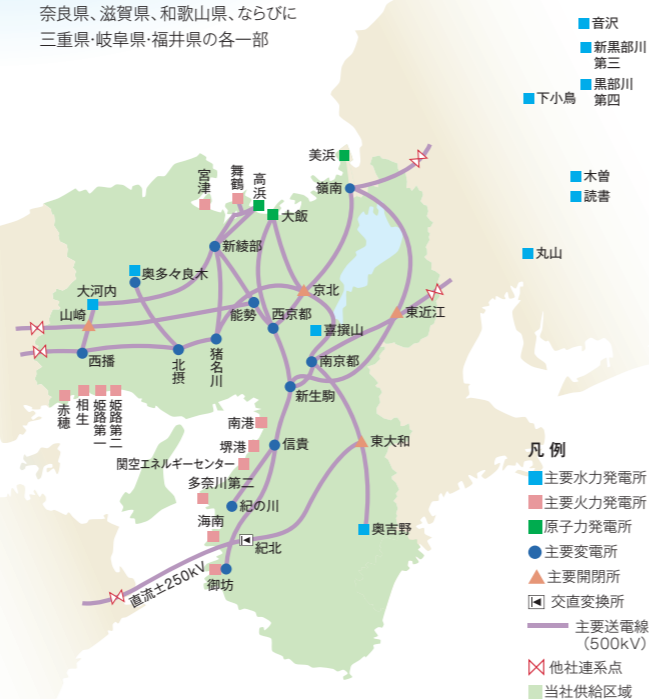 奈良県、滋賀県、和歌山県、ならびに
三重県・岐阜県・福井県の各一部
音沢
新黒部川
第三
黒部川
第四
下小鳥
木曽
読書
丸山
美浜
嶺南
宮津
舞鶴
高浜
大飯
新綾部
奥多々良木
大河内
山崎
京北
能勢
西京都
喜撰山
東近江
西播
北摂
猪名川
南京都
新生駒
赤穂
相生
姫路第一
姫路第二
南港
堺港
信貴
東大和
関空エネルギーセンター
多奈川第二
紀の川
海南
奥吉野
紀北
御坊
直流±250kV
凡 例
主要水力発電所
主要火力発電所
原子力発電所
主要変電所
主要開閉所
交直変換所
主要送電線
(500kV)
他社連系点
当社供給区域